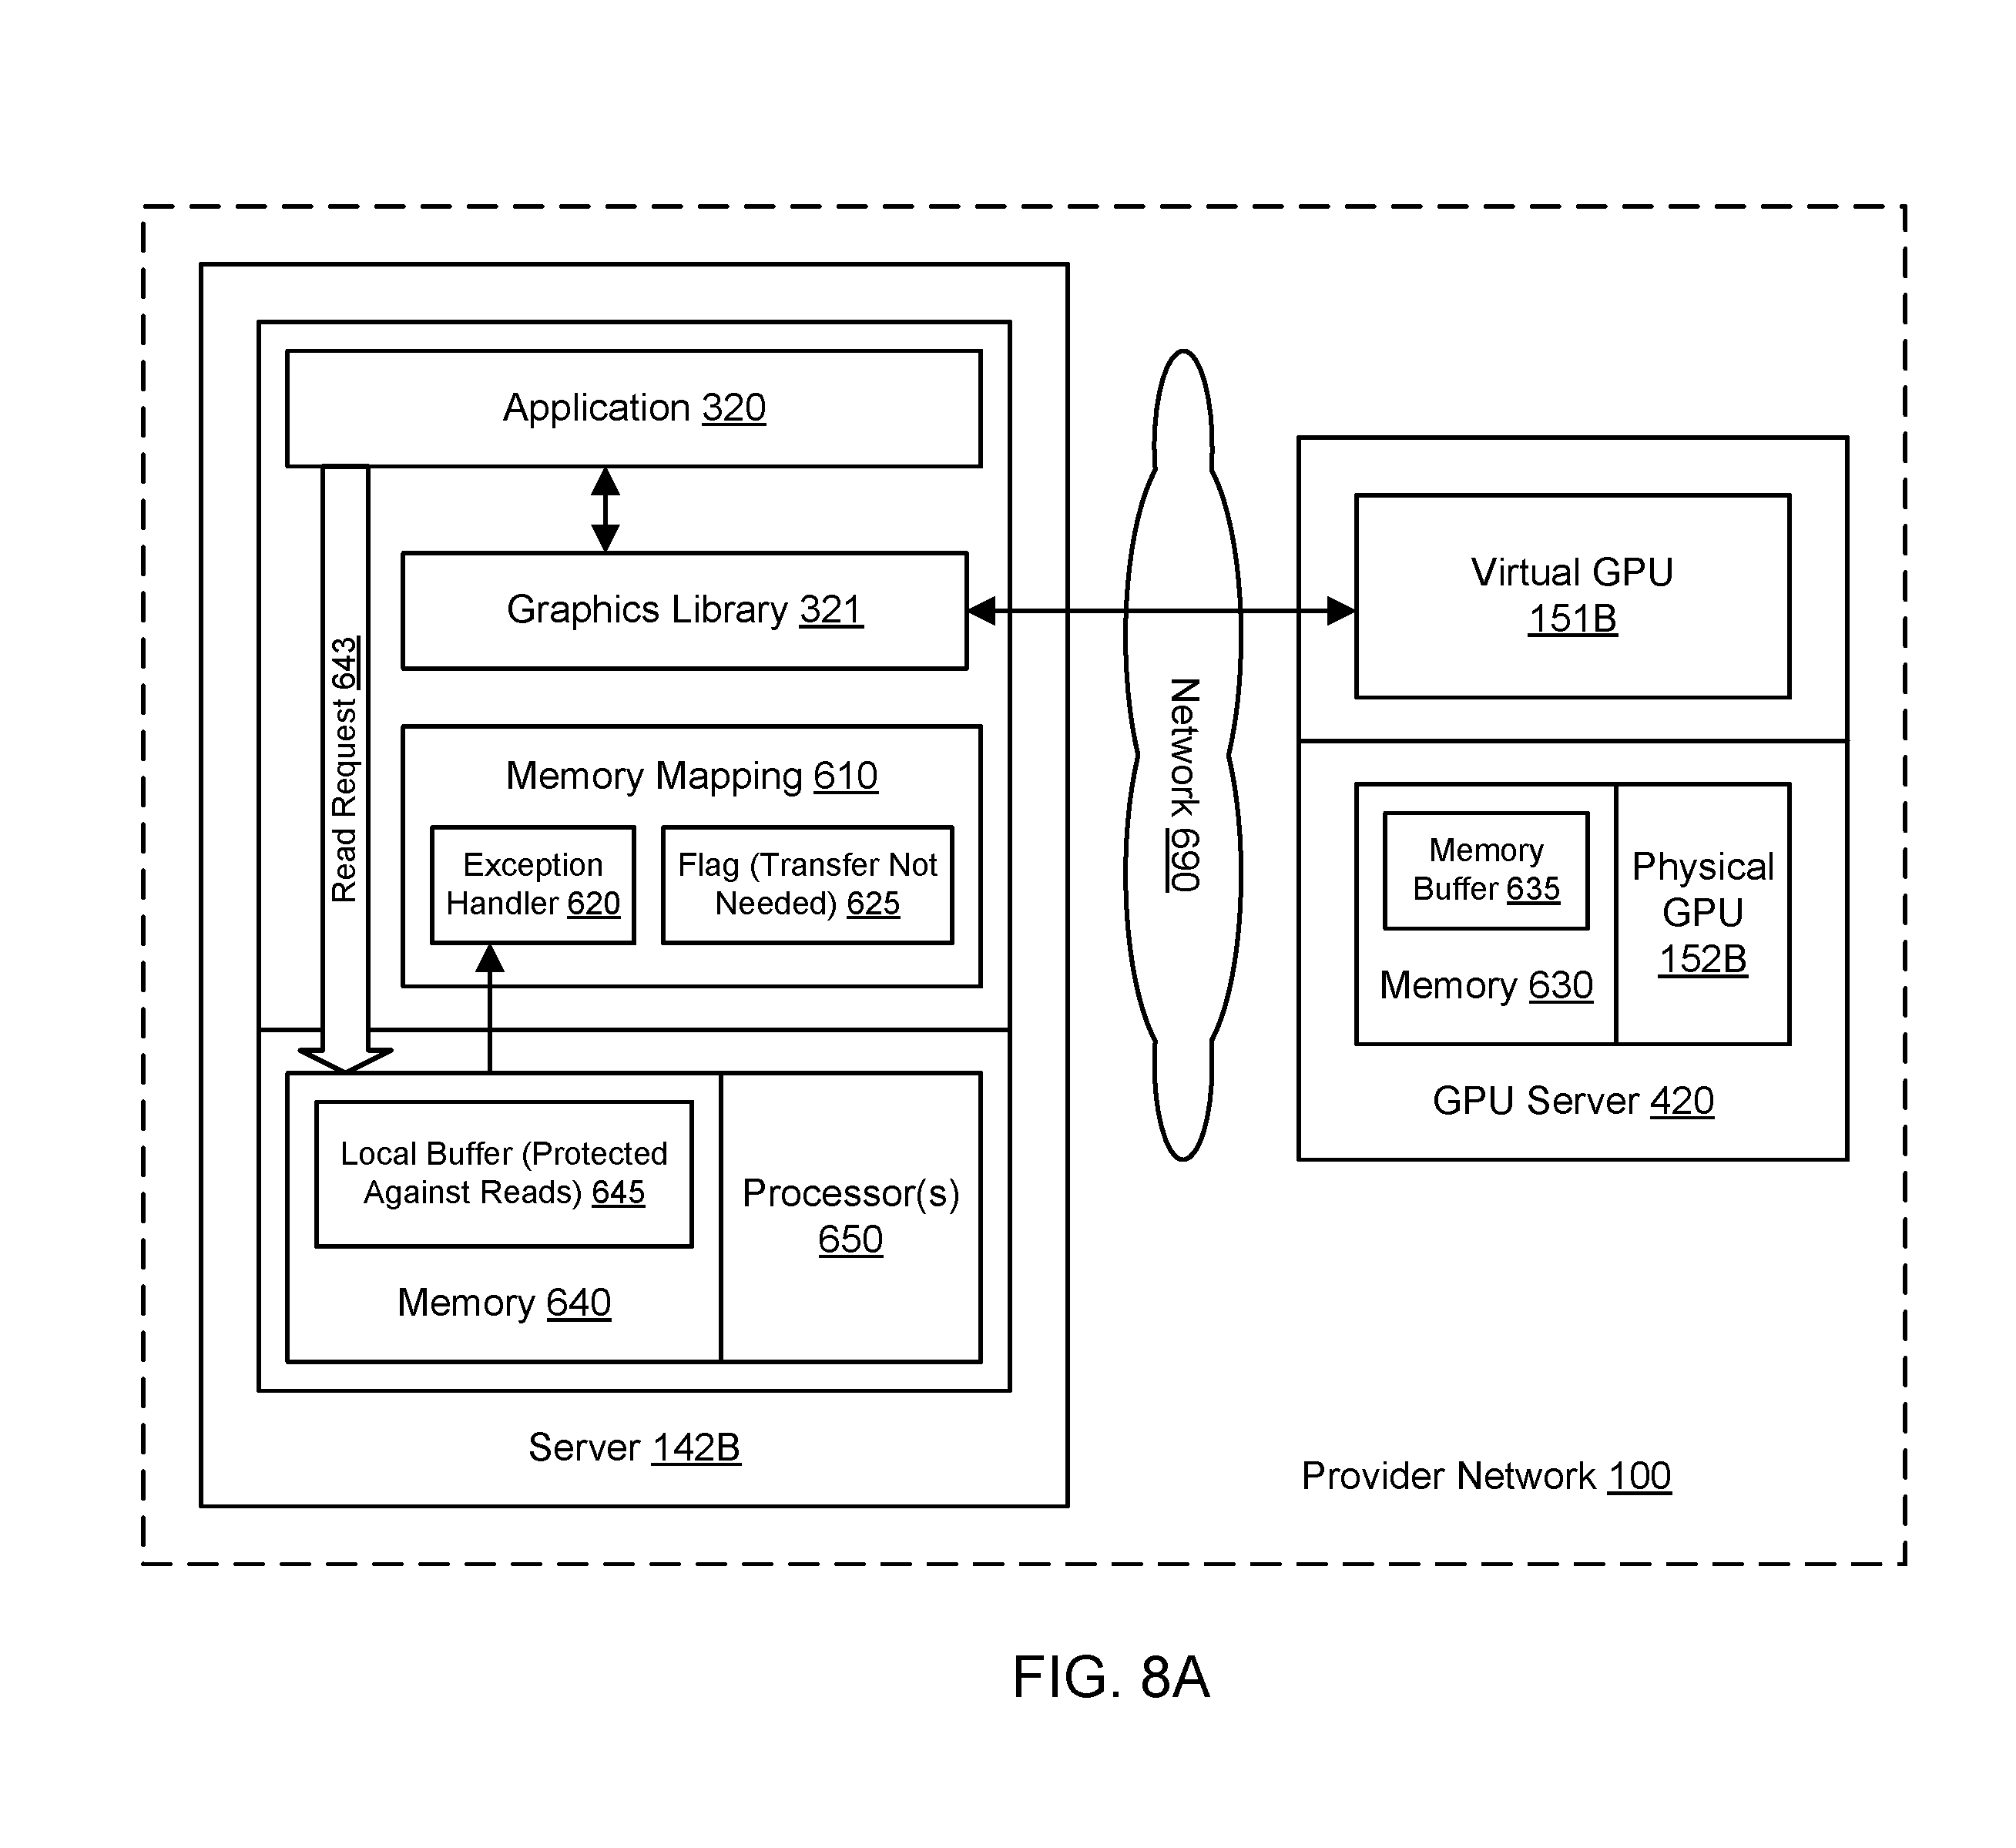 Application 320
Graphics Library 321
Read Request 643
Memory Mapping 610
Exception
Handler 620
Flag (Transfer Not
Needed) 625
Local Buffer (Protected
Against Reads) 645
Memory 640
Processor(s)
650
Server 142B
Network 690
Virtual GPU
151B
Memory
Buffer 635
Memory 630
Physical
GPU
152B
GPU Server 420
Provider Network 100
FIG. 8A